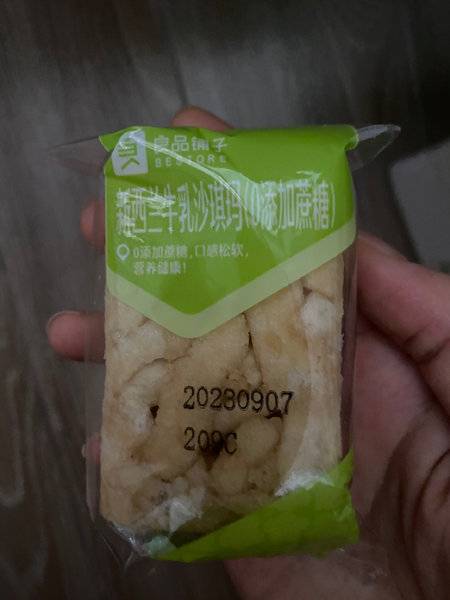 良品铺子
BESTORE
新西兰牛乳沙琪玛(0添加蔗糖)
0添加蔗糖,口感松软,
营养健康!
20230907
209C